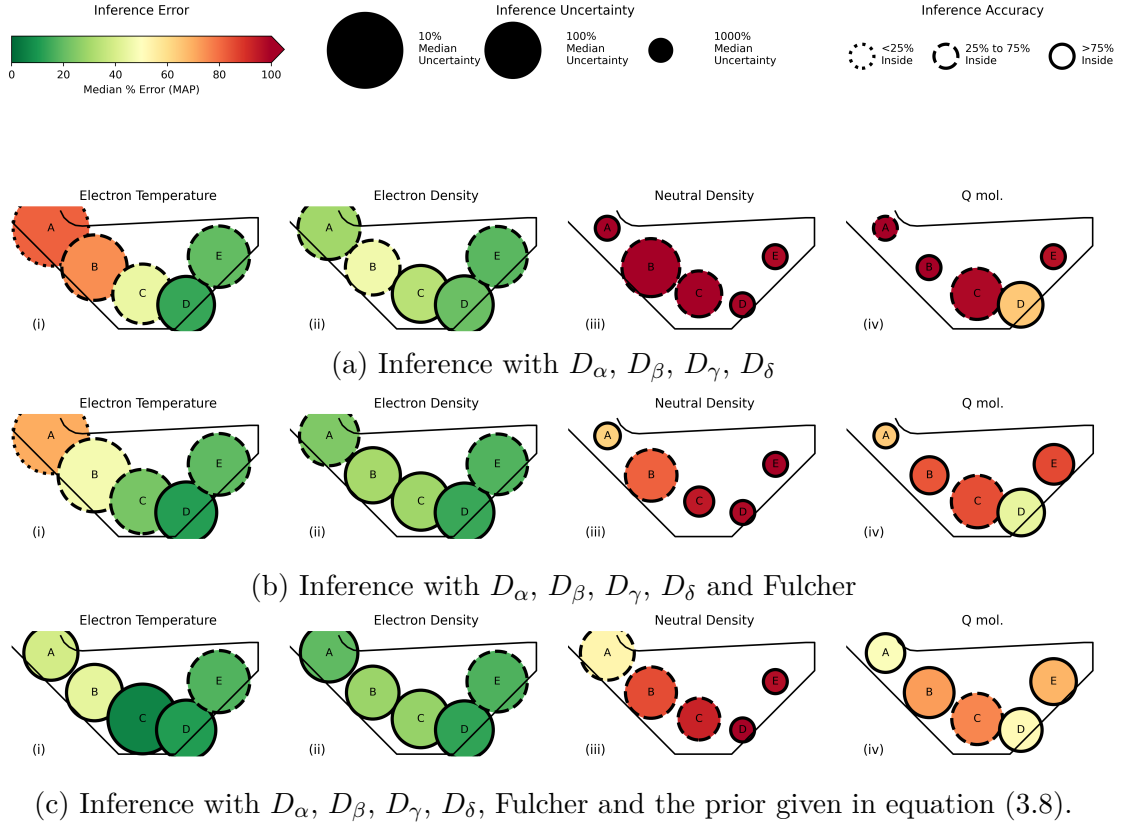 Inference Error
Inference Uncertainty
Inference Accuracy
0 20 40 60 80 100
Median % Error (MAP)
10%
Median
Uncertainty
100%
Median
Uncertainty
1000%
Median
Uncertainty
<25%
Inside
25% to 75%
Inside
>75%
Inside
Electron Temperature
A
B
C
D
E
(i)
Electron Density
A
B
C
D
E
(ii)
Neutral Density
A
B
C
D
E
(iii)
Q mol.
A
B
C
D
E
(iv)
(a) Inference with Dα, Dβ, Dγ, Dδ
Electron Temperature
A
B
C
D
E
(i)
Electron Density
A
B
C
D
E
(ii)
Neutral Density
A
B
C
D
E
(iii)
Q mol.
A
B
C
D
E
(iv)
(b) Inference with Dα, Dβ, Dγ, Dδ and Fulcher
Electron Temperature
A
B
C
D
E
(i)
Electron Density
A
B
C
D
E
(ii)
Neutral Density
A
B
C
D
E
(iii)
Q mol.
A
B
C
D
E
(iv)
(c) Inference with Dα, Dβ, Dγ, Dδ, Fulcher and the prior given in equation (3.8).